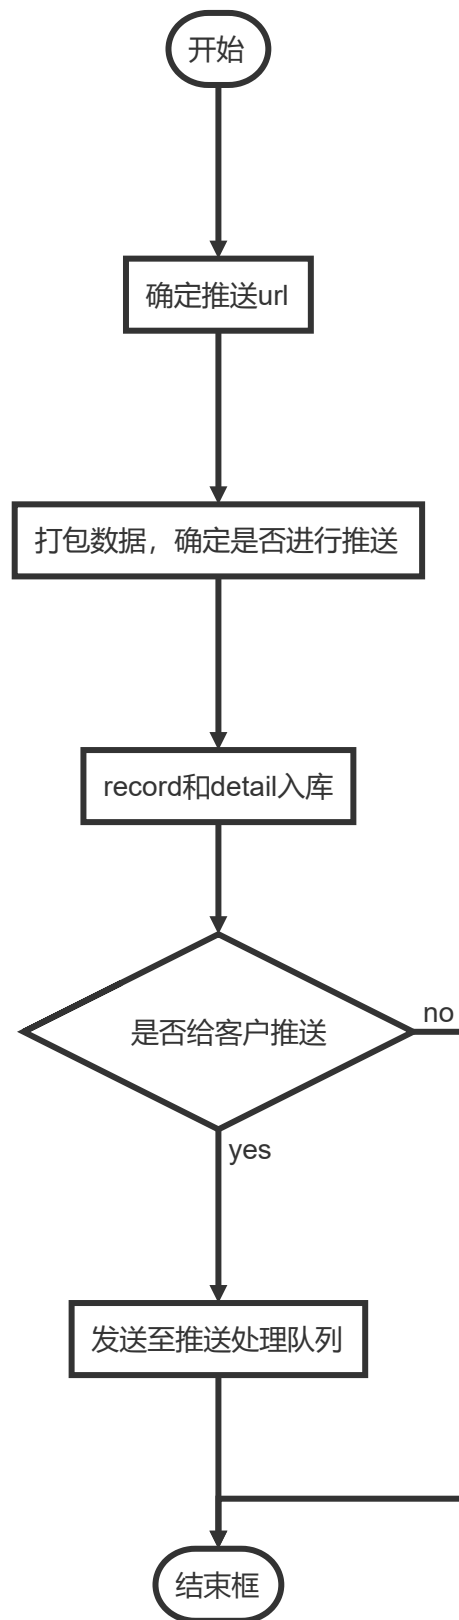 开始
确定推送url
打包数据，确定是否进行推送
record和detail入库
是否给客户推送
no
yes
发送至推送处理队列
结束框